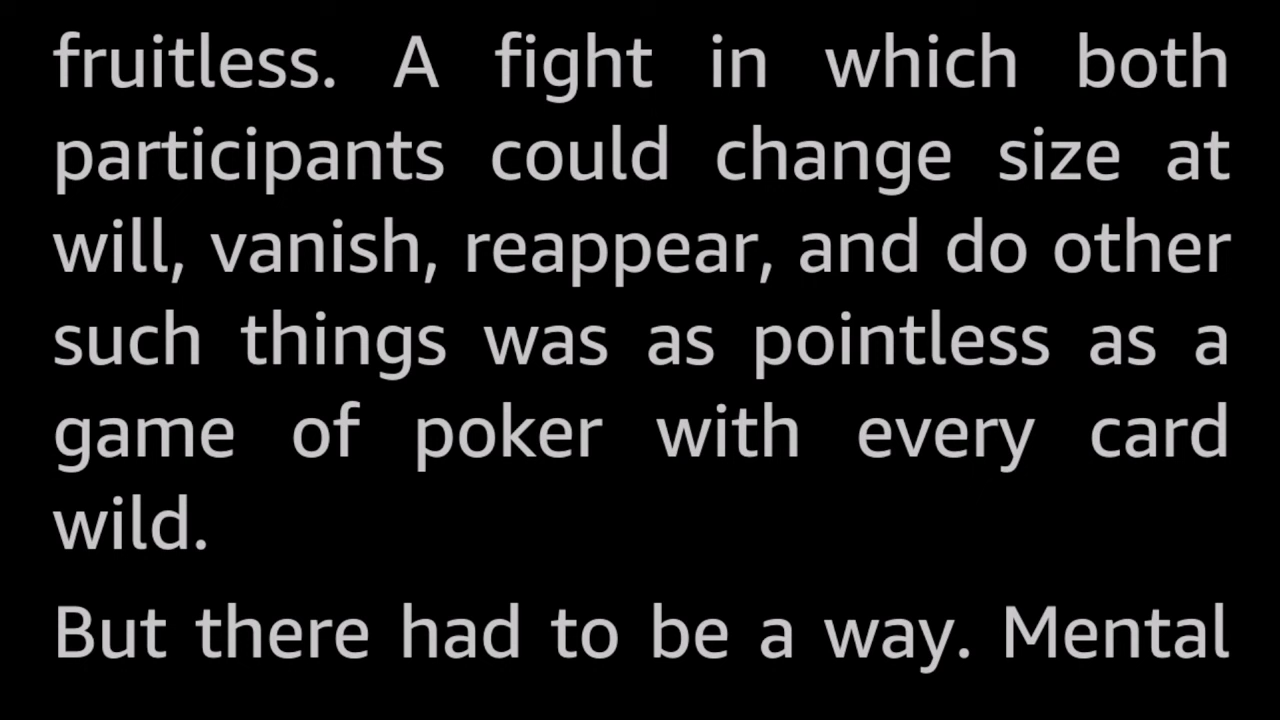 fruitless. A fight in which both
participants could change size at
will, vanish, reappear, and do other
such things was as pointless as a
game of poker with every card
wild.
But there had to be a way. Mental